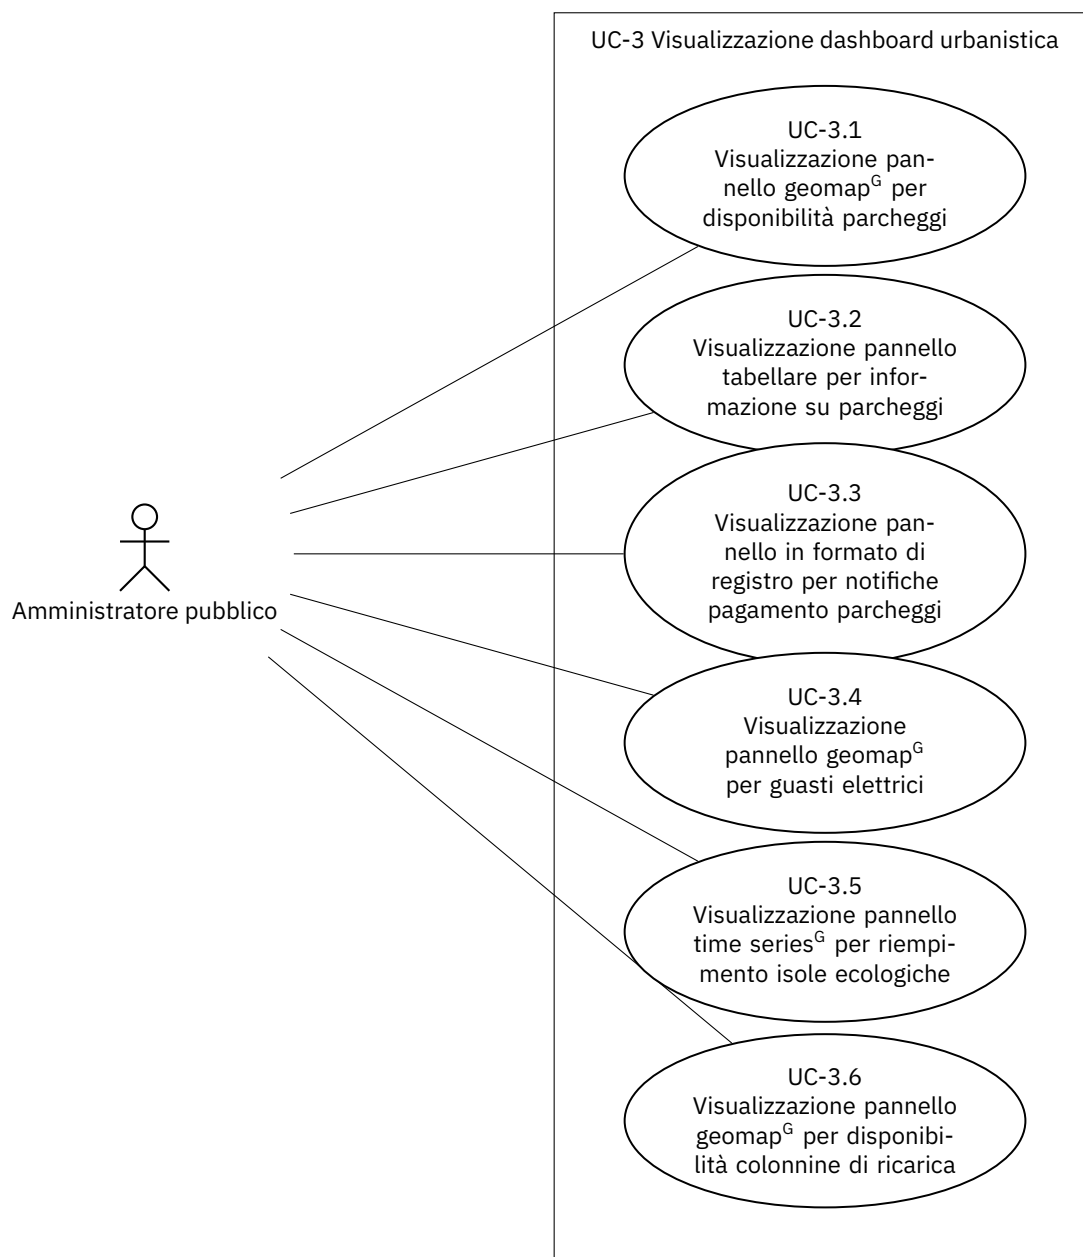 UC-3 Visualizzazione dashboard urbanistica
UC-3.1
Visualizzazione pan-
nello geomapᴳ per
disponibilità parcheggi
UC-3.2
Visualizzazione pannello
tabellare per infor-
mazione su parcheggi
UC-3.3
Visualizzazione pan-
nello in formato di
registro per notifiche
pagamento parcheggi
Amministratore pubblico
UC-3.4
Visualizzazione
pannello geomapᴳ
per guasti elettrici
UC-3.5
Visualizzazione pannello
time seriesᴳ per riempi-
mento isole ecologiche
UC-3.6
Visualizzazione pannello
geomapᴳ per disponibi-
lità colonnine di ricarica